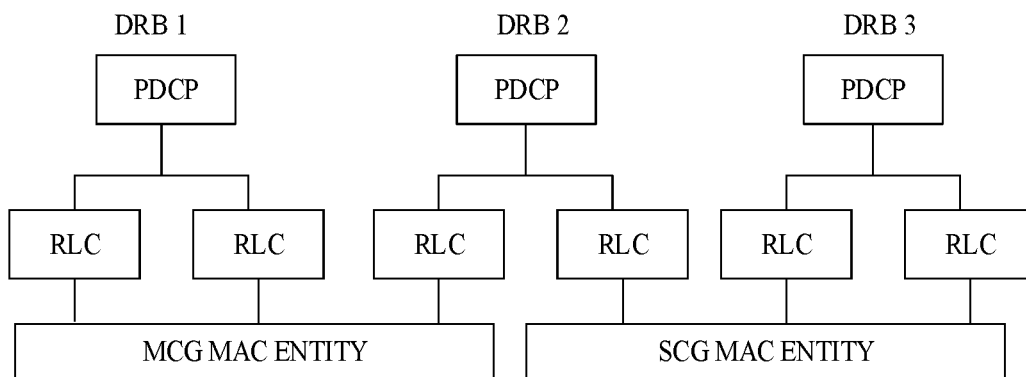 DRB 1 DRB 2 DRB 3
PDCP PDCP PDCP
RLC RLC RLC RLC RLC RLC
MCG MAC ENTITY SCG MAC ENTITY